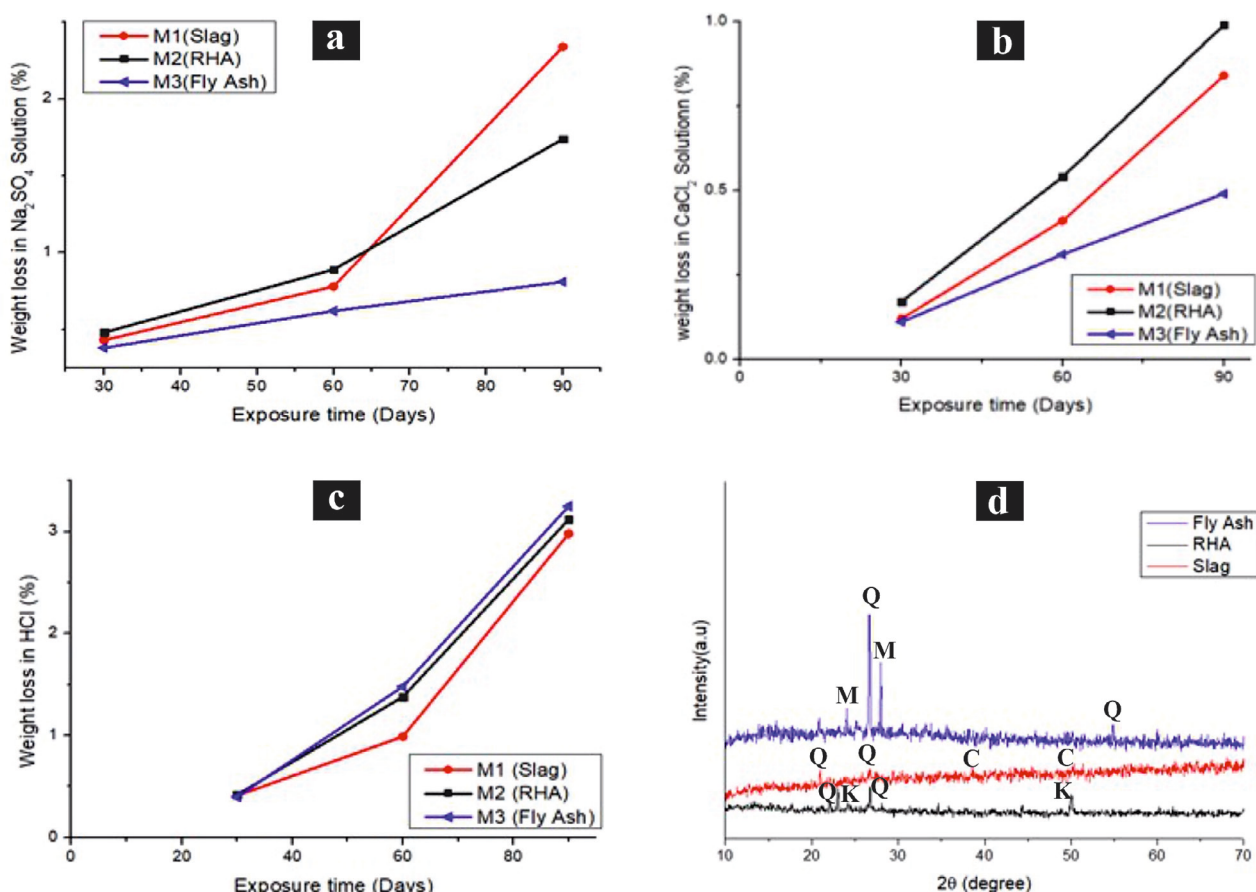 a
M1(Slag)
M2(RHA)
M3(Fly Ash)
Weight loss in Na₂SO₄ Solution (%)
2
1
30 40 50 60 70 80 90
Exposure time (Days)
b
weight loss in CaCl₂ Solutionn (%)
1.0
0.5
0.0
M1(Slag)
M2(RHA)
M3(Fly Ash)
0 30 60 90
Exposure time (Days)
c
Weight loss in HCl (%)
3
2
1
0
M1 (Slag)
M2 (RHA)
M3 (Fly Ash)
0 20 40 60 80
Exposure time (Days)
d
Fly Ash
RHA
Slag
Intensity(a.u)
Q
M
M
Q
Q Q C C
Q K Q K
10 20 30 40 50 60 70
2θ (degree)